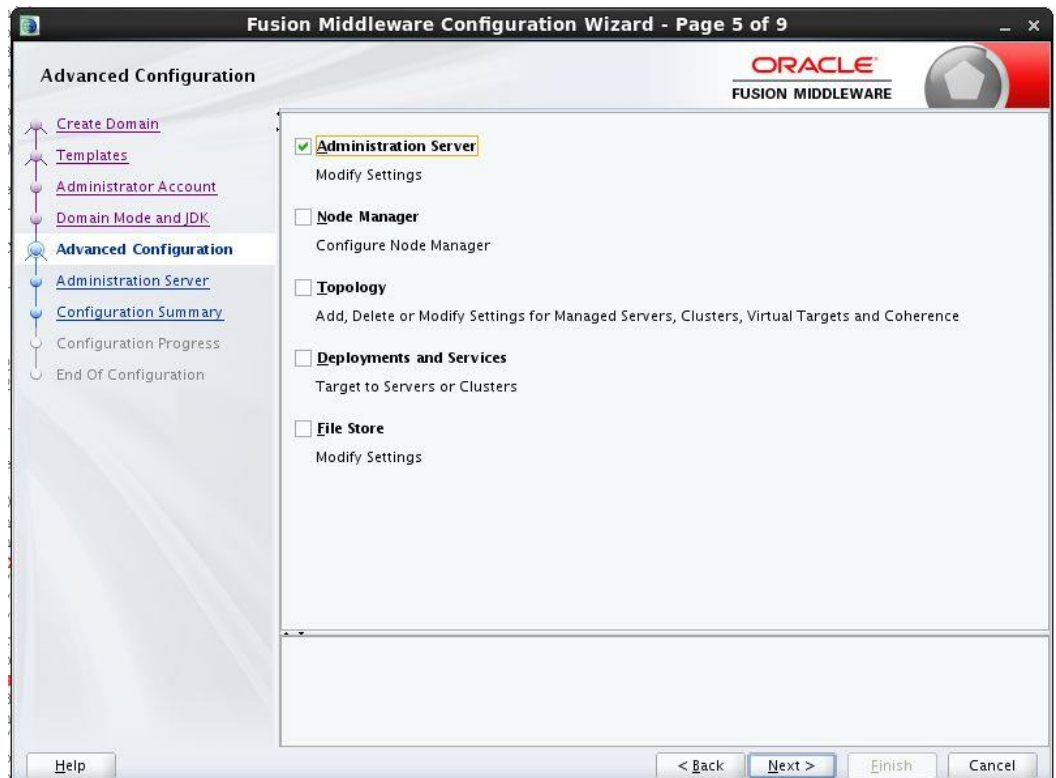 Fusion Middleware Configuration Wizard - Page 5 of 9
Advanced Configuration
ORACLE
FUSION MIDDLEWARE
Create Domain
Templates
Administrator Account
Domain Mode and JDK
Advanced Configuration
Administration Server
Configuration Summary
Configuration Progress
End Of Configuration
Administration Server
Modify Settings
Node Manager
Configure Node Manager
Topology
Add, Delete or Modify Settings for Managed Servers, Clusters, Virtual Targets and Coherence
Deployments and Services
Target to Servers or Clusters
File Store
Modify Settings
Help
< Back
Next >
Finish
Cancel